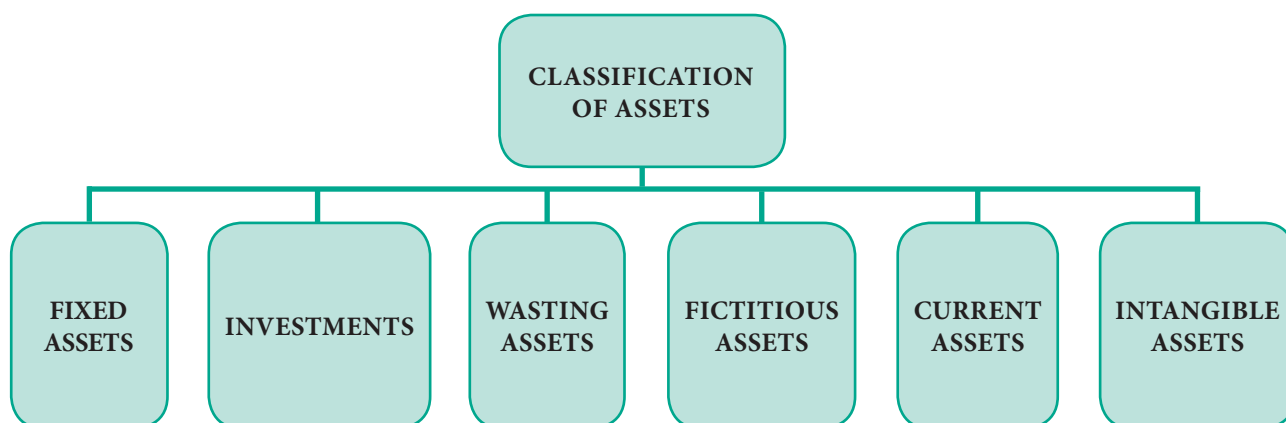 CLASSIFICATION
OF ASSETS
FIXED
ASSETS
INVESTMENTS
WASTING
ASSETS
FICTITIOUS
ASSETS
CURRENT
ASSETS
INTANGIBLE
ASSETS